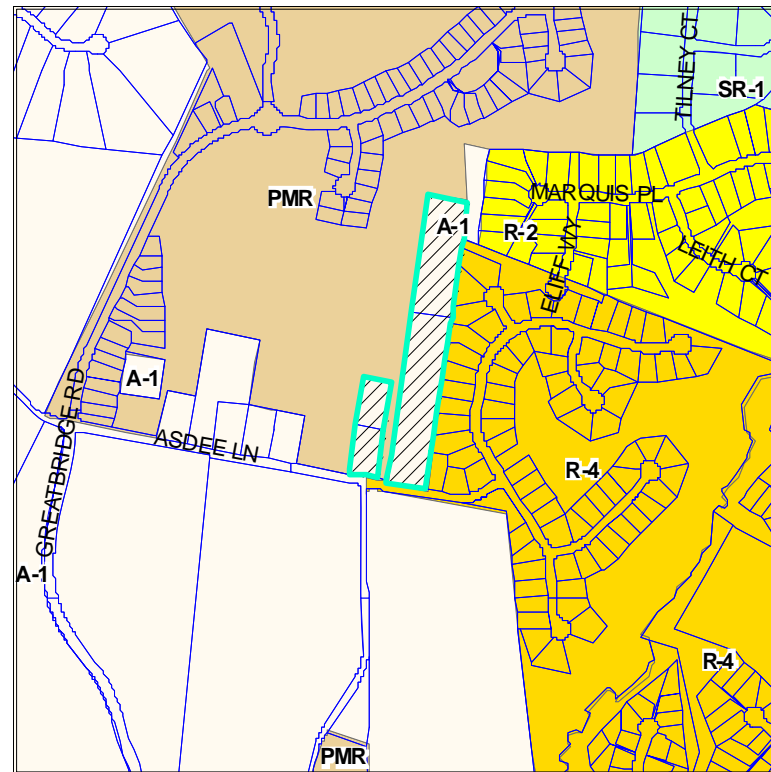 TILNEY CT
SR-1
PMR
MARQUIS PL
A-1
R-2
ELIFF WY
LEITH CT
A-1
GREATBRIDGE RD
ASDEE LN
R-4
A-1
R-4
PMR